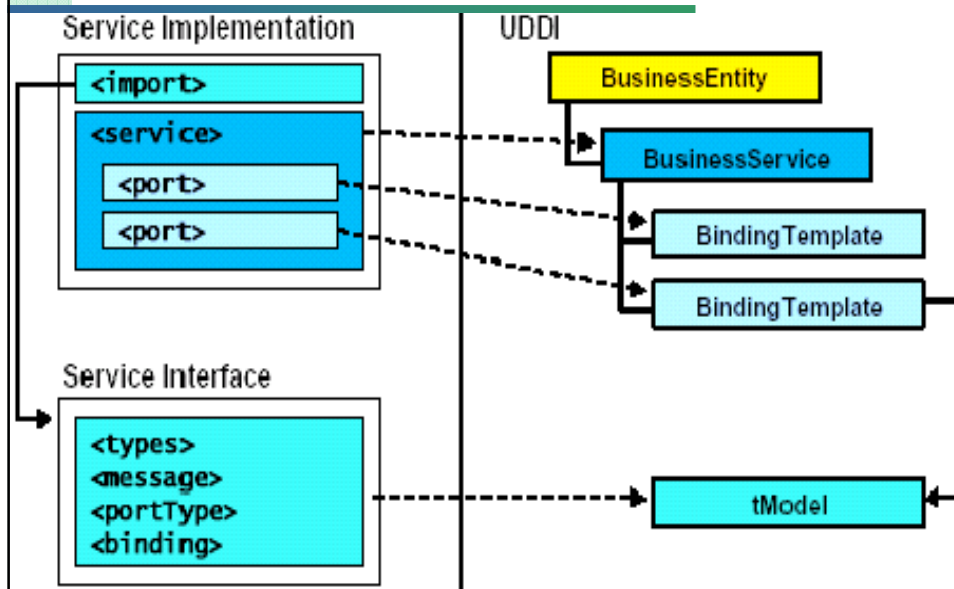 Service Implementation
<import>
<service>
<port>
<port>
Service Interface
<types>
<message>
<portType>
<binding>
UDDI
BusinessEntity
BusinessService
BindingTemplate
BindingTemplate
tModel